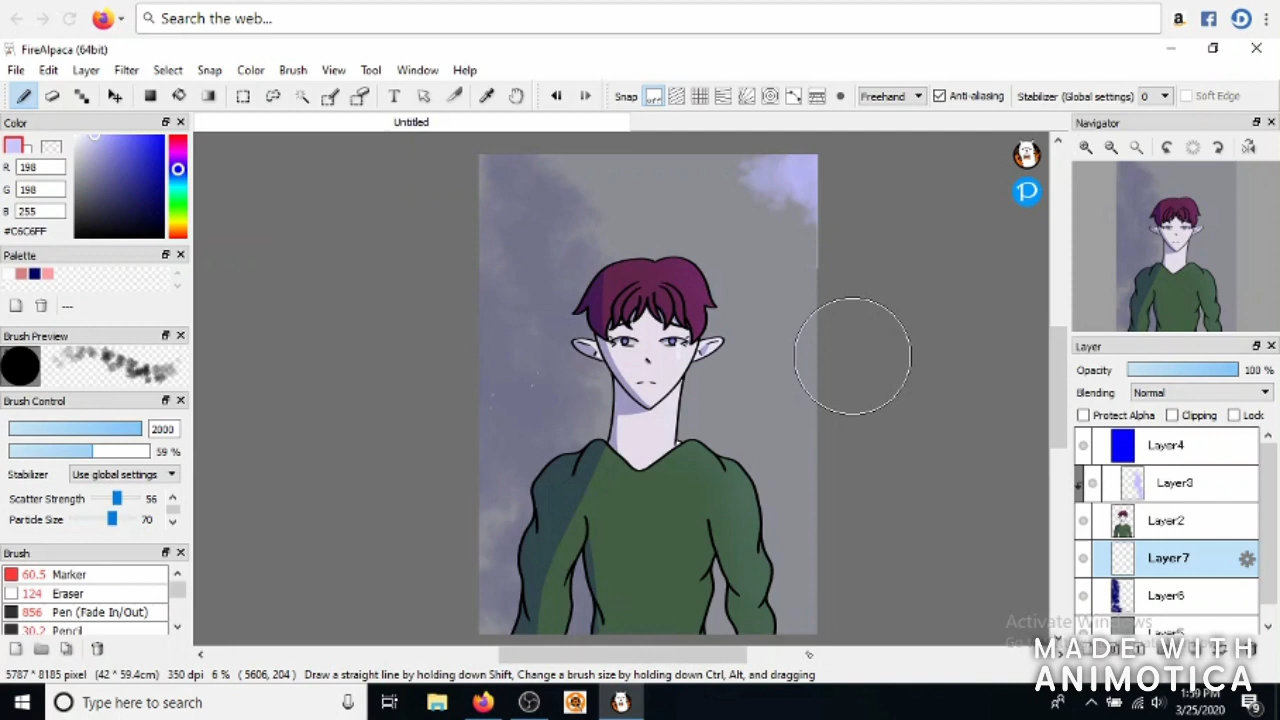 Search the web...
FireAlpaca (64bit)
File Edit Layer Filter Select Snap Color Brush View Tool Window Help
Snap off Freehand Anti-aliasing Stabilizer (Global settings) 0 Soft Edge
Color
Untitled
Navigator
R 198
G 198
B 255
#C6C6FF
Palette
---
Brush Preview
Layer
Opacity 100 %
Blending Normal
Protect Alpha Clipping Lock
Brush Control
2000
59 %
Stabilizer Use global settings
Scatter Strength 56
Particle Size 70
Layer4
Layer3
Layer2
Layer7
Layer6
Layer5
Brush
60.5 Marker
124 Eraser
856 Pen (Fade In/Out)
30.2 Pencil
Activate Windows
MADE WITH
ANIMOTICA
5787 * 8185 pixel (42 * 59.4cm) 350 dpi 6 % ( 5606, 204 ) Draw a straight line by holding down Shift, Change a brush size by holding down Ctrl, Alt, and dragging
Type here to search
1:59 PM
3/25/2020
9